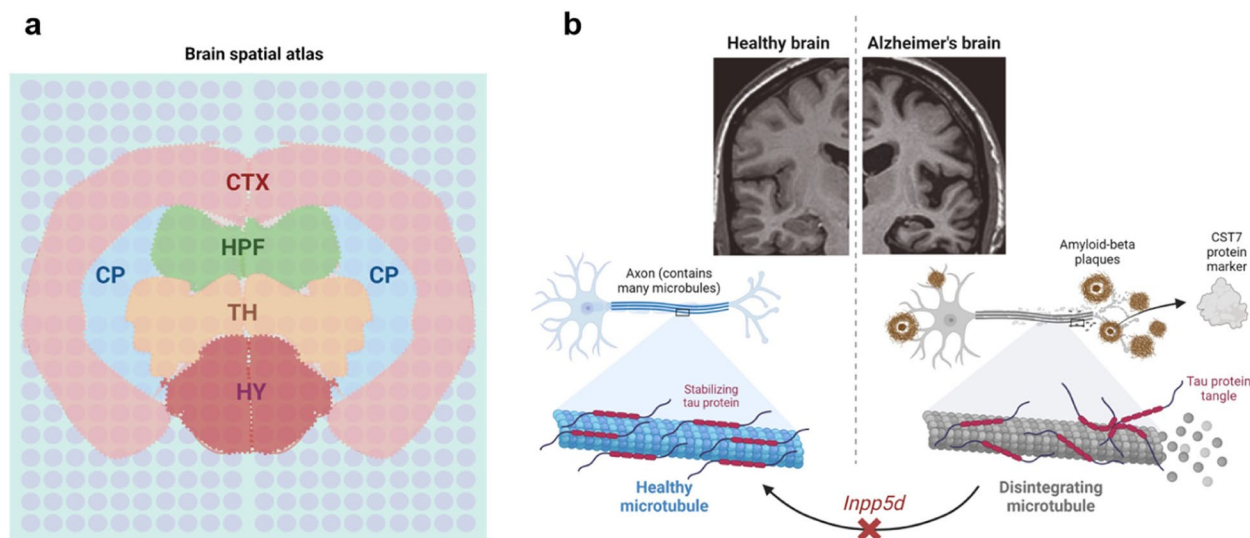 a
Brain spatial atlas
CTX
HPF
CP
CP
TH
HY
b
Healthy brain
Alzheimer's brain
Axon (contains
many microbules)
Amyloid-beta
plaques
CST7
protein
marker
Stabilizing
tau protein
Tau protein
tangle
Healthy
microtubule
Inpp5d
Disintegrating
microtubule